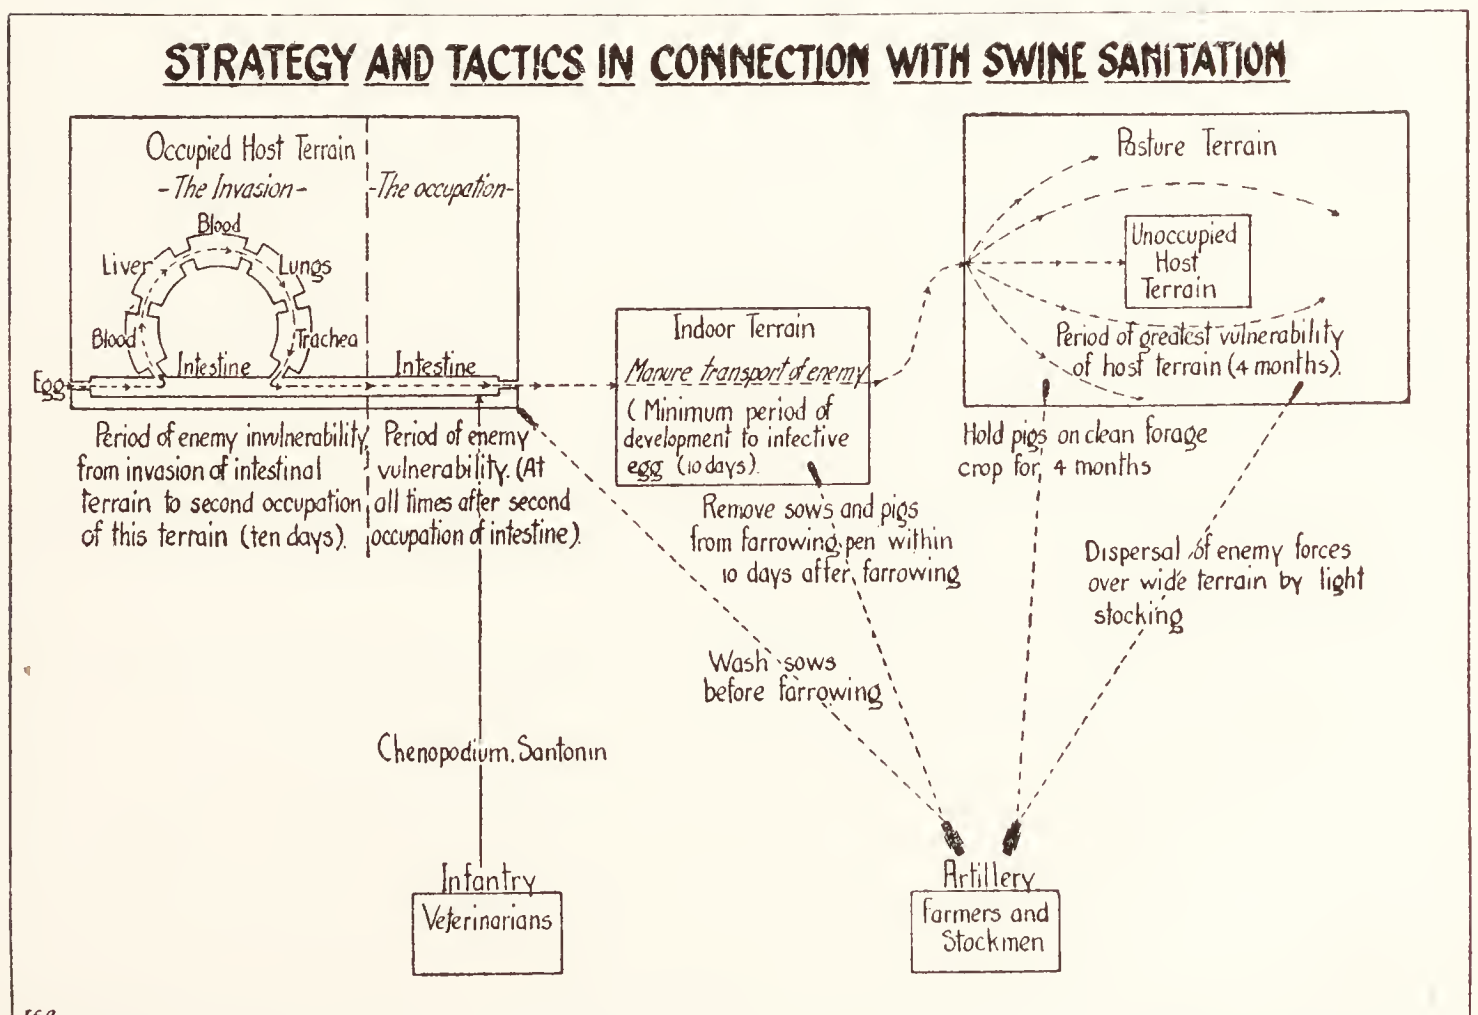 STRATEGY AND TACTICS IN CONNECTION WITH SWINE SANITATION
Occupied Host Terrain
-The Invasion-
-The occupation-
Blood
Liver
Lungs
Blood
Trachea
Intestine
Intestine
Egg
Period of enemy invulnerability
from invasion of intestinal
terrain to second occupation
of this terrain (ten days).
Period of enemy
vulnerability. (At
all times after second
occupation of intestine).
Indoor Terrain
Manure transport of enemy
(Minimum period of
development to infective
egg (10 days).
Remove sows and pigs
from farrowing pen within
10 days after farrowing
Pasture Terrain
Unoccupied
Host
Terrain
Period of greatest vulnerability
of host terrain (4 months).
Hold pigs on clean forage
crop for 4 months
Dispersal of enemy forces
over wide terrain by light
stocking
Wash sows
before farrowing
Chenopodium, Santonin
Infantry
Veterinarians
Artillery
Farmers and
Stockmen